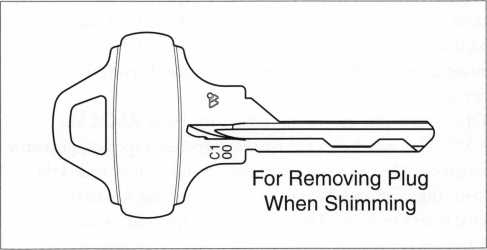 C1
00
For Removing Plug
When Shimming